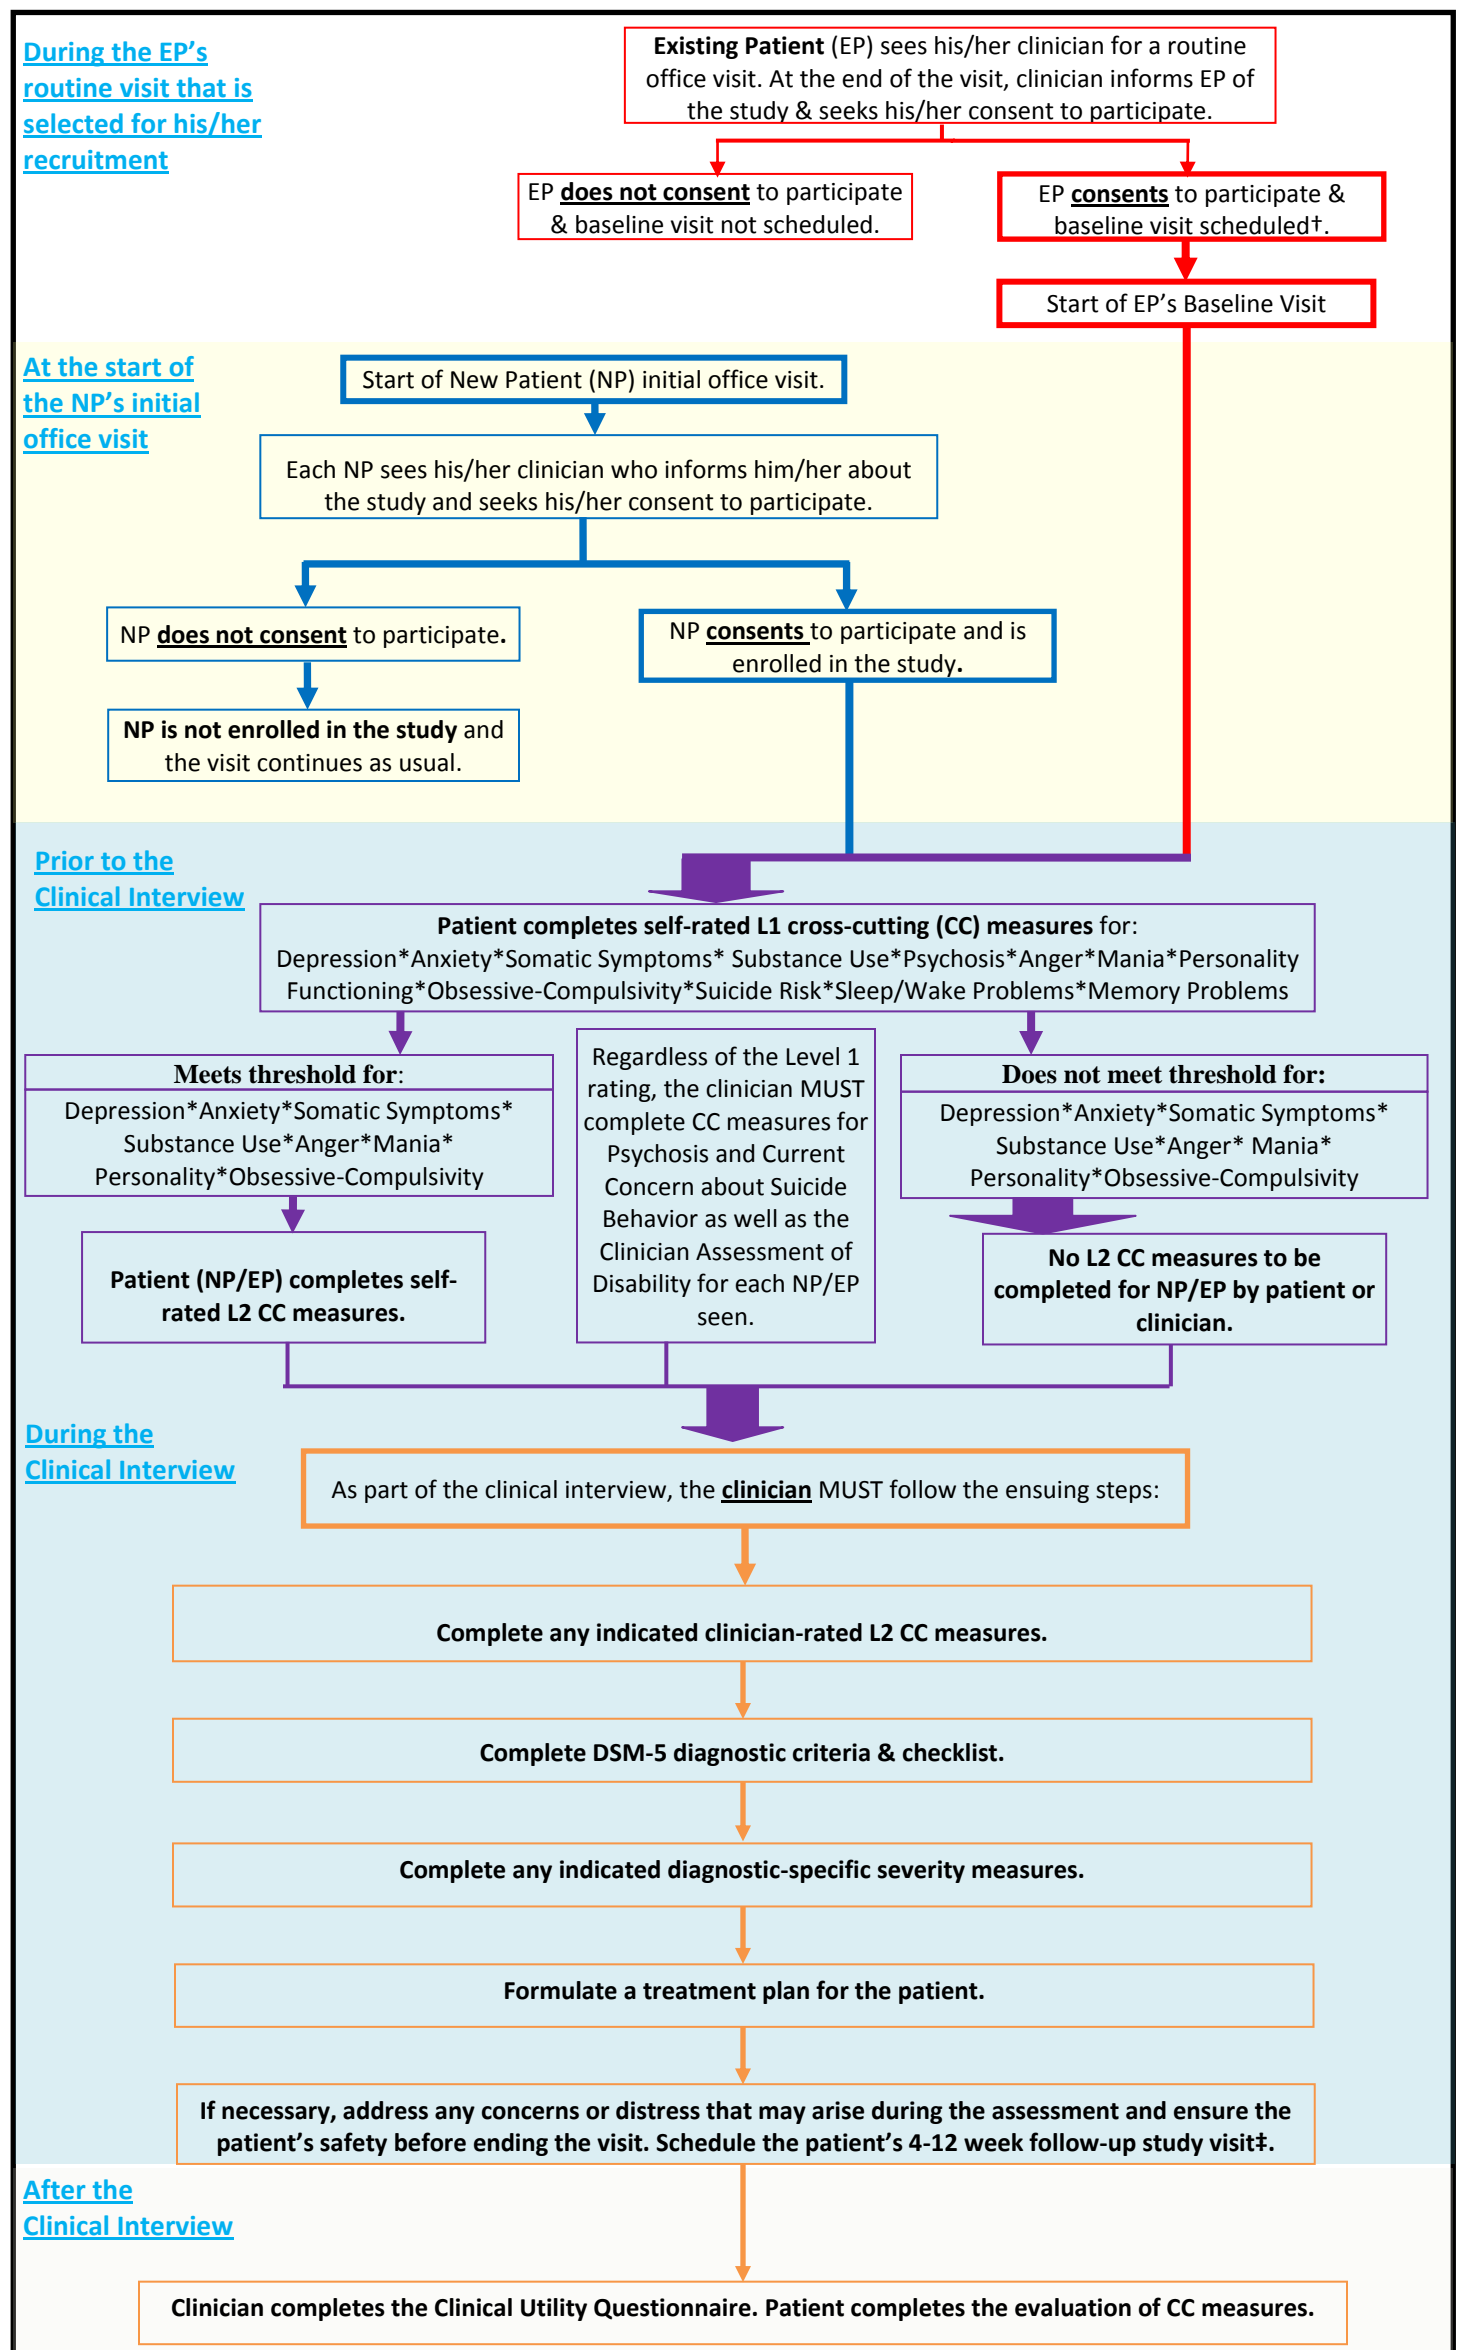 During the EP’s
routine visit that is
selected for his/her
recruitment
Existing Patient (EP) sees his/her clinician for a routine
office visit. At the end of the visit, clinician informs EP of
the study & seeks his/her consent to participate.
EP does not consent to participate
& baseline visit not scheduled.
EP consents to participate &
baseline visit scheduled†.
Start of EP’s Baseline Visit
At the start of
the NP’s initial
office visit
Start of New Patient (NP) initial office visit.
Each NP sees his/her clinician who informs him/her about
the study and seeks his/her consent to participate.
NP does not consent to participate.
NP consents to participate and is
enrolled in the study.
NP is not enrolled in the study and
the visit continues as usual.
Prior to the
Clinical Interview
Patient completes self-rated L1 cross-cutting (CC) measures for:
Depression*Anxiety*Somatic Symptoms* Substance Use*Psychosis*Anger*Mania*Personality
Functioning*Obsessive-Compulsivity*Suicide Risk*Sleep/Wake Problems*Memory Problems
Meets threshold for:
Depression*Anxiety*Somatic Symptoms*
Substance Use*Anger*Mania*
Personality*Obsessive-Compulsivity
Patient (NP/EP) completes self-
rated L2 CC measures.
Regardless of the Level 1
rating, the clinician MUST
complete CC measures for
Psychosis and Current
Concern about Suicide
Behavior as well as the
Clinician Assessment of
Disability for each NP/EP
seen.
Does not meet threshold for:
Depression*Anxiety*Somatic Symptoms*
Substance Use*Anger* Mania*
Personality*Obsessive-Compulsivity
No L2 CC measures to be
completed for NP/EP by patient or
clinician.
During the
Clinical Interview
As part of the clinical interview, the clinician MUST follow the ensuing steps:
Complete any indicated clinician-rated L2 CC measures.
Complete DSM-5 diagnostic criteria & checklist.
Complete any indicated diagnostic-specific severity measures.
Formulate a treatment plan for the patient.
If necessary, address any concerns or distress that may arise during the assessment and ensure the
patient’s safety before ending the visit. Schedule the patient’s 4-12 week follow-up study visit‡.
After the
Clinical Interview
Clinician completes the Clinical Utility Questionnaire. Patient completes the evaluation of CC measures.